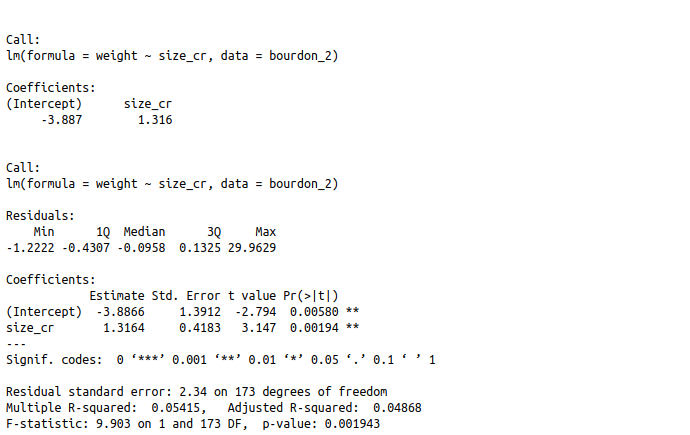 Call:
lm(formula = weight ~ size_cr, data = bourdon_2)
Coefficients:
(Intercept)      size_cr
     -3.887        1.316
Call:
lm(formula = weight ~ size_cr, data = bourdon_2)
Residuals:
    Min      1Q  Median      3Q     Max
-1.2222 -0.4307 -0.0958  0.1325 29.9629
Coefficients:
            Estimate Std. Error t value Pr(>|t|)
(Intercept)  -3.8866     1.3912  -2.794  0.00580 **
size_cr       1.3164     0.4183   3.147  0.00194 **
---
Signif. codes:  0 ‘***’ 0.001 ‘**’ 0.01 ‘*’ 0.05 ‘.’ 0.1 ‘ ’ 1
Residual standard error: 2.34 on 173 degrees of freedom
Multiple R-squared:  0.05415,   Adjusted R-squared:  0.04868
F-statistic: 9.903 on 1 and 173 DF,  p-value: 0.001943